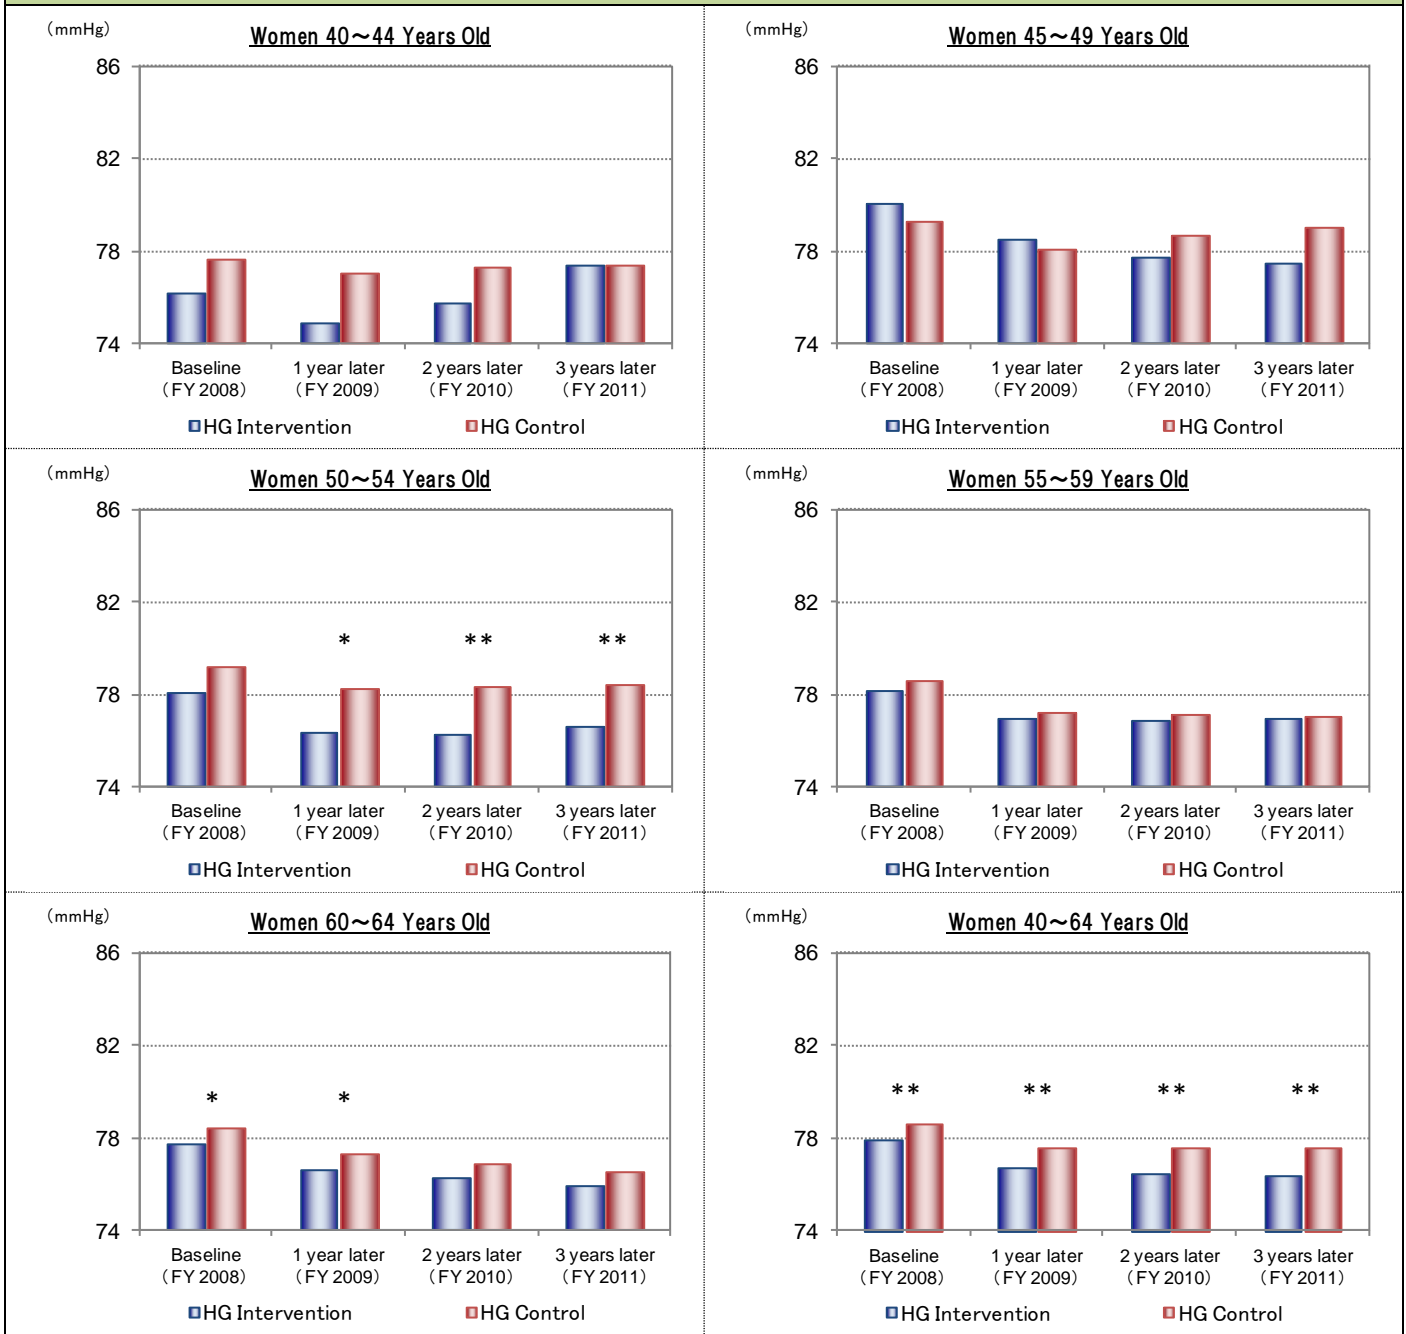 (mmHg)
Women 40～44 Years Old
86
82
78
74
Baseline 1 year later 2 years later 3 years later
(FY 2008) (FY 2009) (FY 2010) (FY 2011)
HG Intervention HG Control
(mmHg)
Women 45～49 Years Old
86
82
78
74
Baseline 1 year later 2 years later 3 years later
(FY 2008) (FY 2009) (FY 2010) (FY 2011)
HG Intervention HG Control
(mmHg)
Women 50～54 Years Old
86
82
* ** **
78
74
Baseline 1 year later 2 years later 3 years later
(FY 2008) (FY 2009) (FY 2010) (FY 2011)
HG Intervention HG Control
(mmHg)
Women 55～59 Years Old
86
82
78
74
Baseline 1 year later 2 years later 3 years later
(FY 2008) (FY 2009) (FY 2010) (FY 2011)
HG Intervention HG Control
(mmHg)
Women 60～64 Years Old
86
82
* *
78
74
Baseline 1 year later 2 years later 3 years later
(FY 2008) (FY 2009) (FY 2010) (FY 2011)
HG Intervention HG Control
(mmHg)
Women 40～64 Years Old
86
82
** ** ** **
78
74
Baseline 1 year later 2 years later 3 years later
(FY 2008) (FY 2009) (FY 2010) (FY 2011)
HG Intervention HG Control